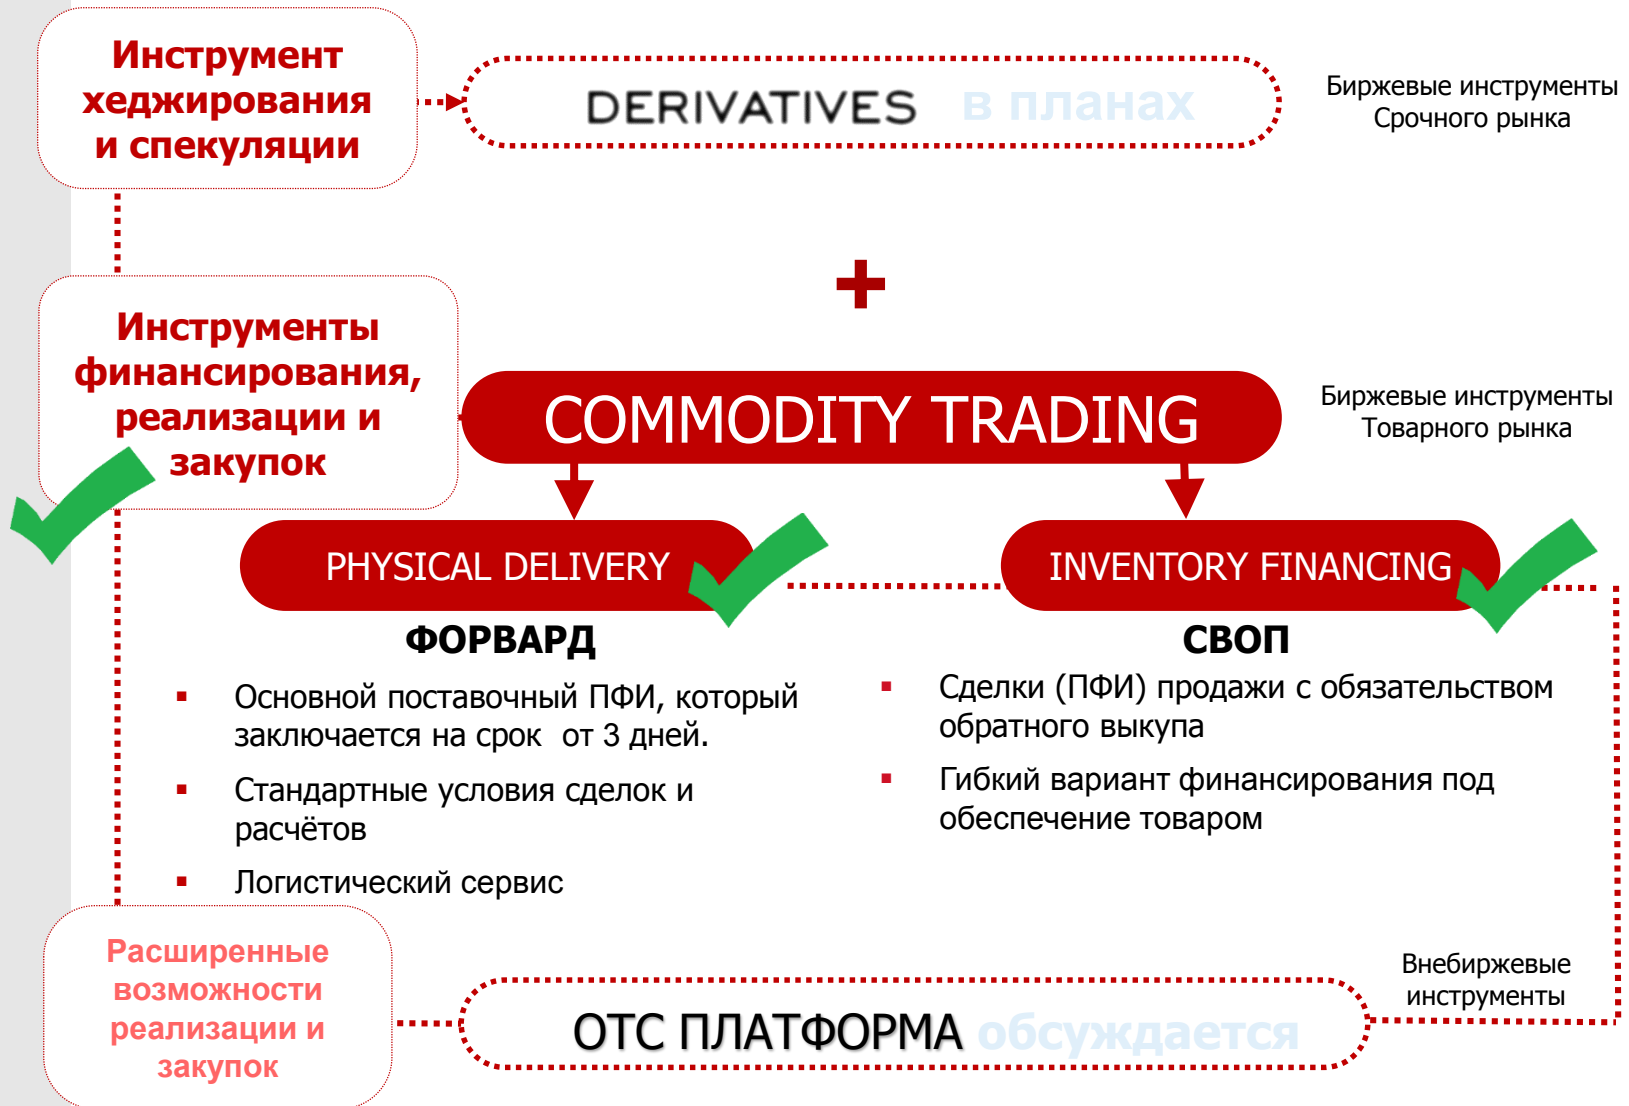 Инструмент
хеджирования
и спекуляции
DERIVATIVES в планах
Биржевые инструменты
Срочного рынка
+
Инструменты
финансирования,
реализации и
закупок
COMMODITY TRADING
Биржевые инструменты
Товарного рынка
PHYSICAL DELIVERY
INVENTORY FINANCING
ФОРВАРД
▪ Основной поставочный ПФИ, который
заключается на срок от 3 дней.
▪ Стандартные условия сделок и
расчётов
▪ Логистический сервис
СВОП
▪ Сделки (ПФИ) продажи с обязательством
обратного выкупа
▪ Гибкий вариант финансирования под
обеспечение товаром
Расширенные
возможности
реализации и
закупок
ОТС ПЛАТФОРМА обсуждается
Внебиржевые
инструменты